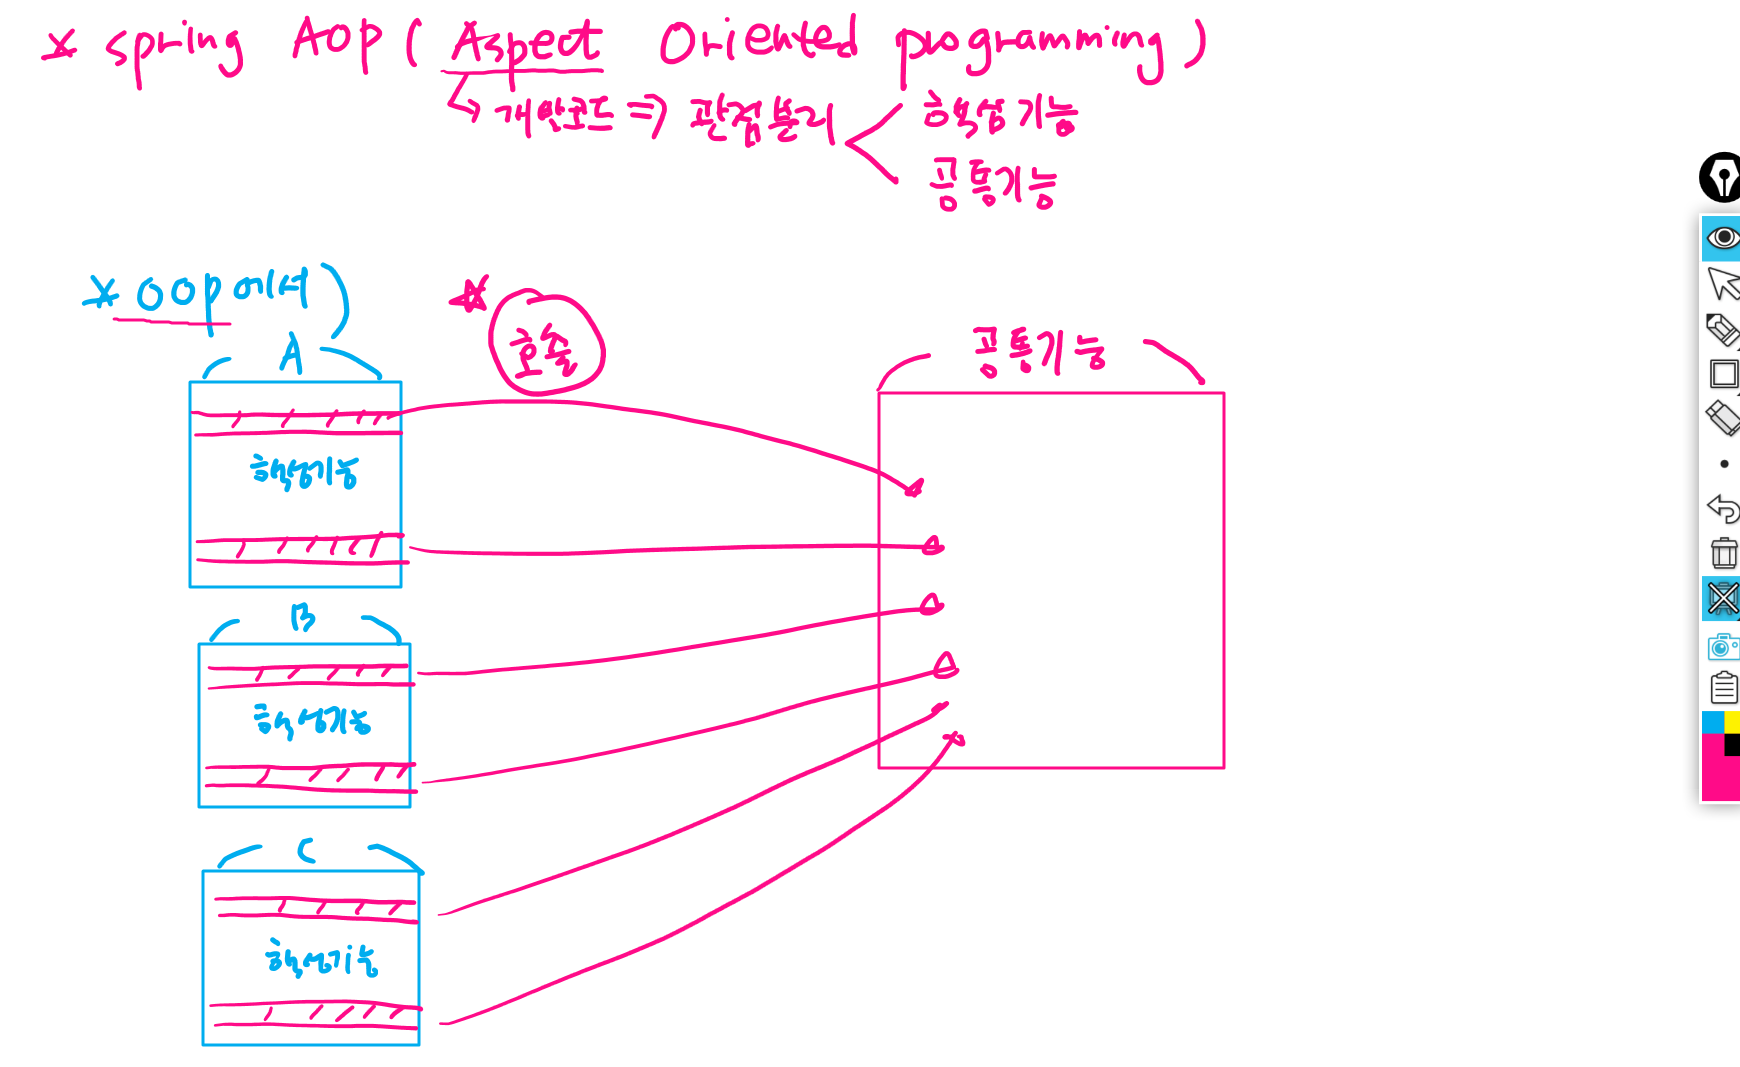 * spring AOP ( Aspect Oriented programming )
↳ 개발코드 ⇒ 관점분리 < 핵심기능
공통기능
* OOP에서)
☆ 호출
A
공통기능
핵심기능
B
핵심기능
C
핵심기능